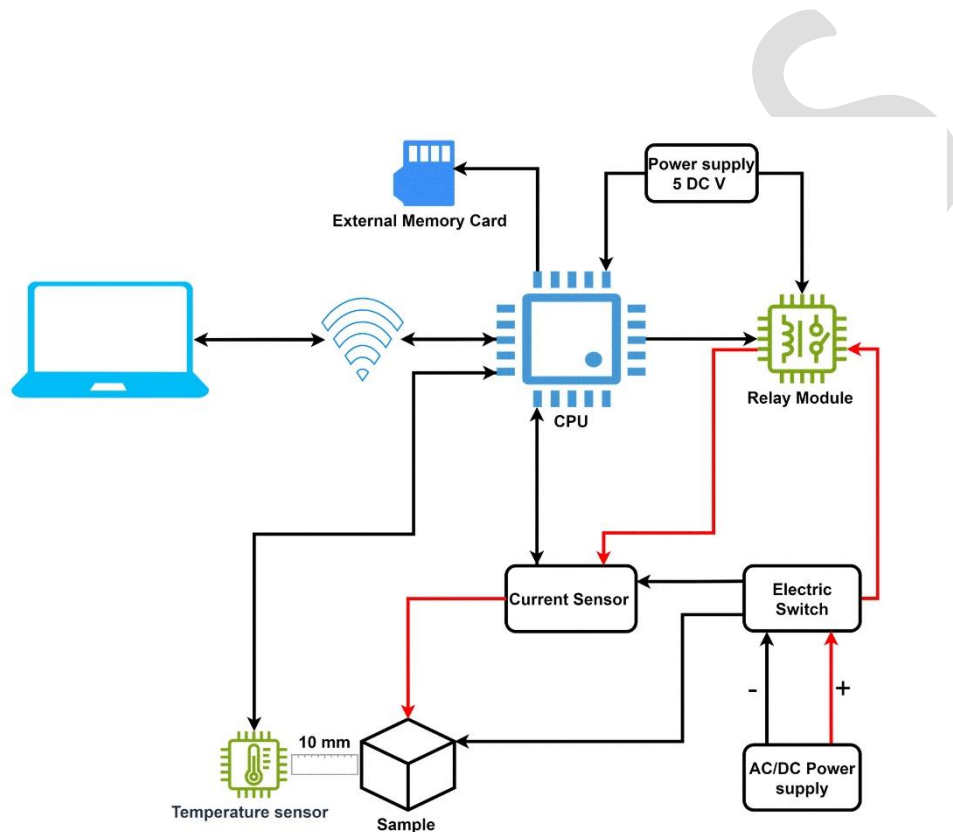 Power supply
5 DC V
External Memory Card
Relay Module
CPU
Current Sensor
Electric
Switch
-
+
10 mm
AC/DC Power
supply
Temperature sensor
Sample